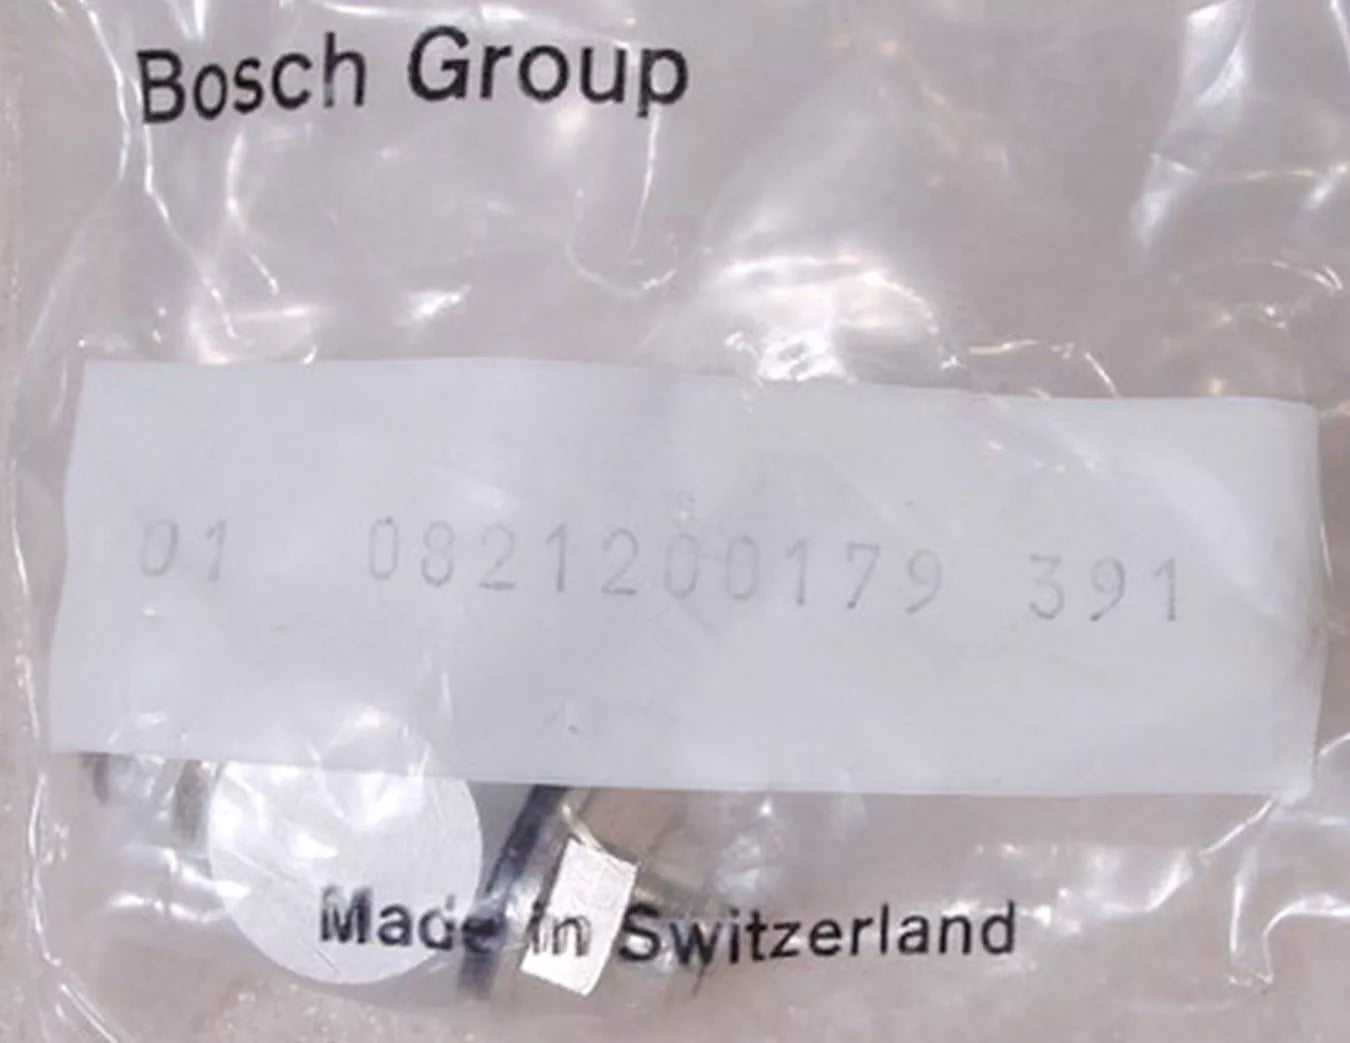 Bosch Group
01 0821200179 391
Made in Switzerland